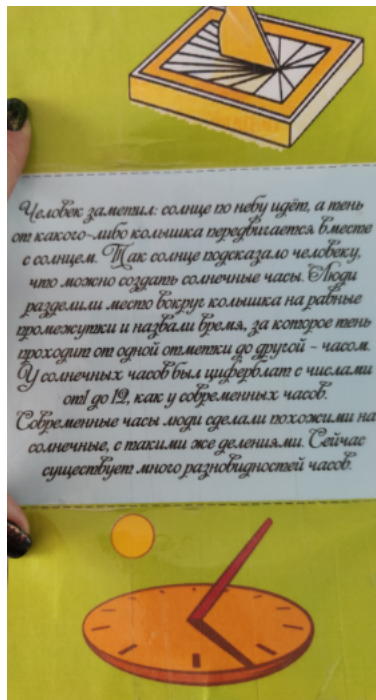 Человек заметил: солнце по небу идёт, а тень
от какого-либо колышка передвигается вместе
с солнцем. Так солнце подсказало человеку,
что можно создать солнечные часы. Люди
разделили место вокруг колышка на равные
промежутки и назвали время, за которое тень
проходит от одной отметки до другой - часом.
У солнечных часов был циферблат с числами
от1 до 12, как у современных часов.
Современные часы люди сделали похожими на
солнечные, с такими же делениями. Сейчас
существует много разновидностей часов.